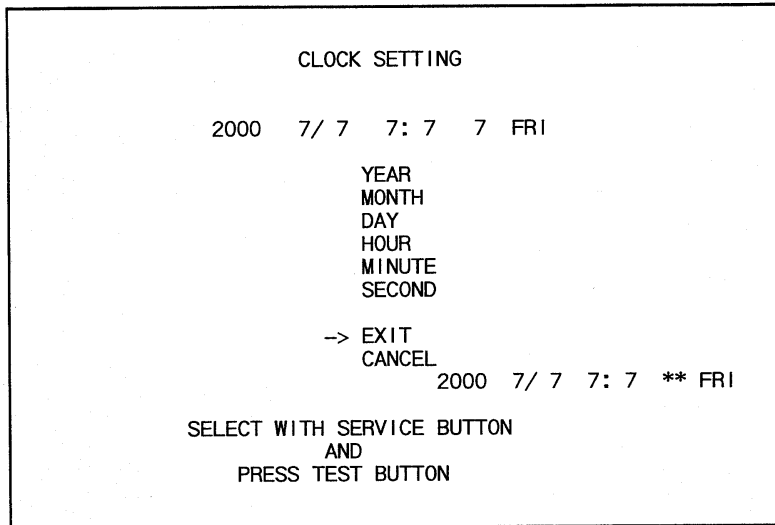 CLOCK SETTING
2000 7/ 7 7: 7 7 FRI
YEAR
MONTH
DAY
HOUR
MINUTE
SECOND
--> EXIT
CANCEL
2000 7/ 7 7: 7 ** FRI
SELECT WITH SERVICE BUTTON
AND
PRESS TEST BUTTON